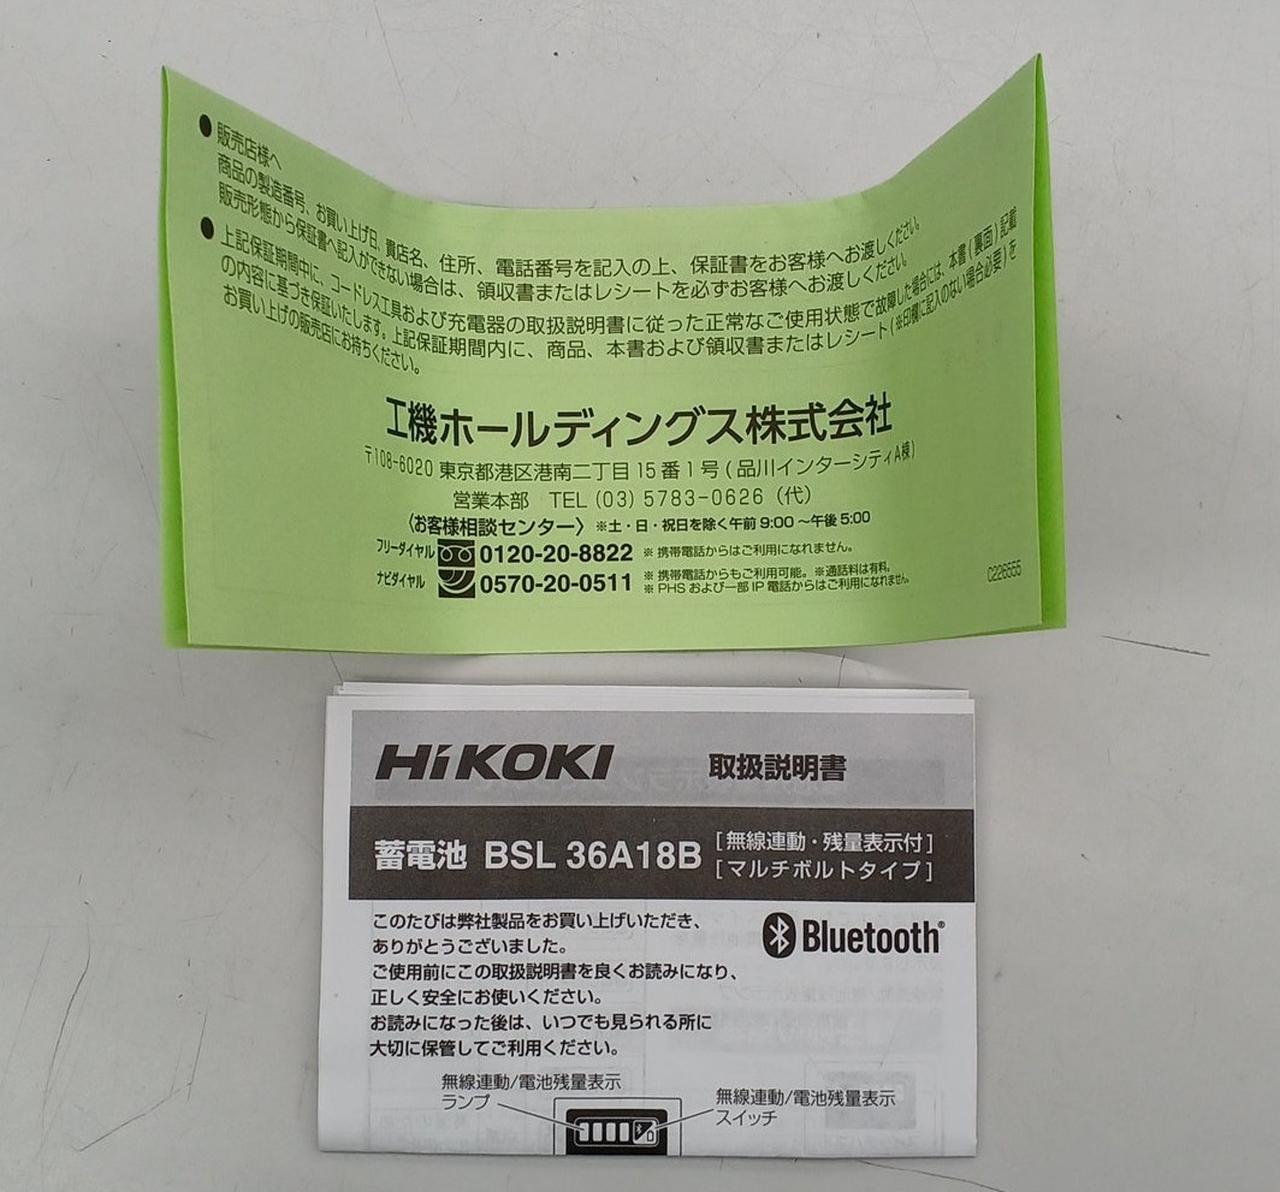 ●販売店様へ
商品の製造番号、お買い上げ日、貴店名、住所、電話番号を記入の上、保証書をお客様へお渡しください。
販売形態から保証書へ記入ができない場合は、領収書またはレシートを必ずお客様へお渡しください。
●上記保証期間中に、コードレス工具および充電器の取扱説明書に従った正常なご使用状態で故障した場合には、本書(裏面)記載
の内容に基づき保証いたします。上記保証期間内に、商品、本書および領収書またはレシート(※印欄に記入のない場合必要)を
お買い上げの販売店にお持ちください。
工機ホールディングス株式会社
〒108-6020 東京都港区港南二丁目15番1号(品川インターシティA棟)
営業本部 TEL (03) 5783-0626 (代)
〈お客様相談センター〉 ※土・日・祝日を除く午前9:00～午後5:00
フリーダイヤル 0120-20-8822 ※携帯電話からはご利用になれません。
ナビダイヤル 0570-20-0511 ※携帯電話からもご利用可能。※通話料は有料。
※PHSおよび一部IP電話からはご利用になれません。
C226555
HiKOKI 取扱説明書
蓄電池 BSL 36A18B [無線連動・残量表示付]
[マルチボルトタイプ]
このたびは弊社製品をお買い上げいただき、
ありがとうございました。
ご使用前にこの取扱説明書を良くお読みになり、
正しく安全にお使いください。
お読みになった後は、いつでも見られる所に
大切に保管してご利用ください。
Bluetooth®
無線連動/電池残量表示
ランプ
無線連動/電池残量表示
スイッチ